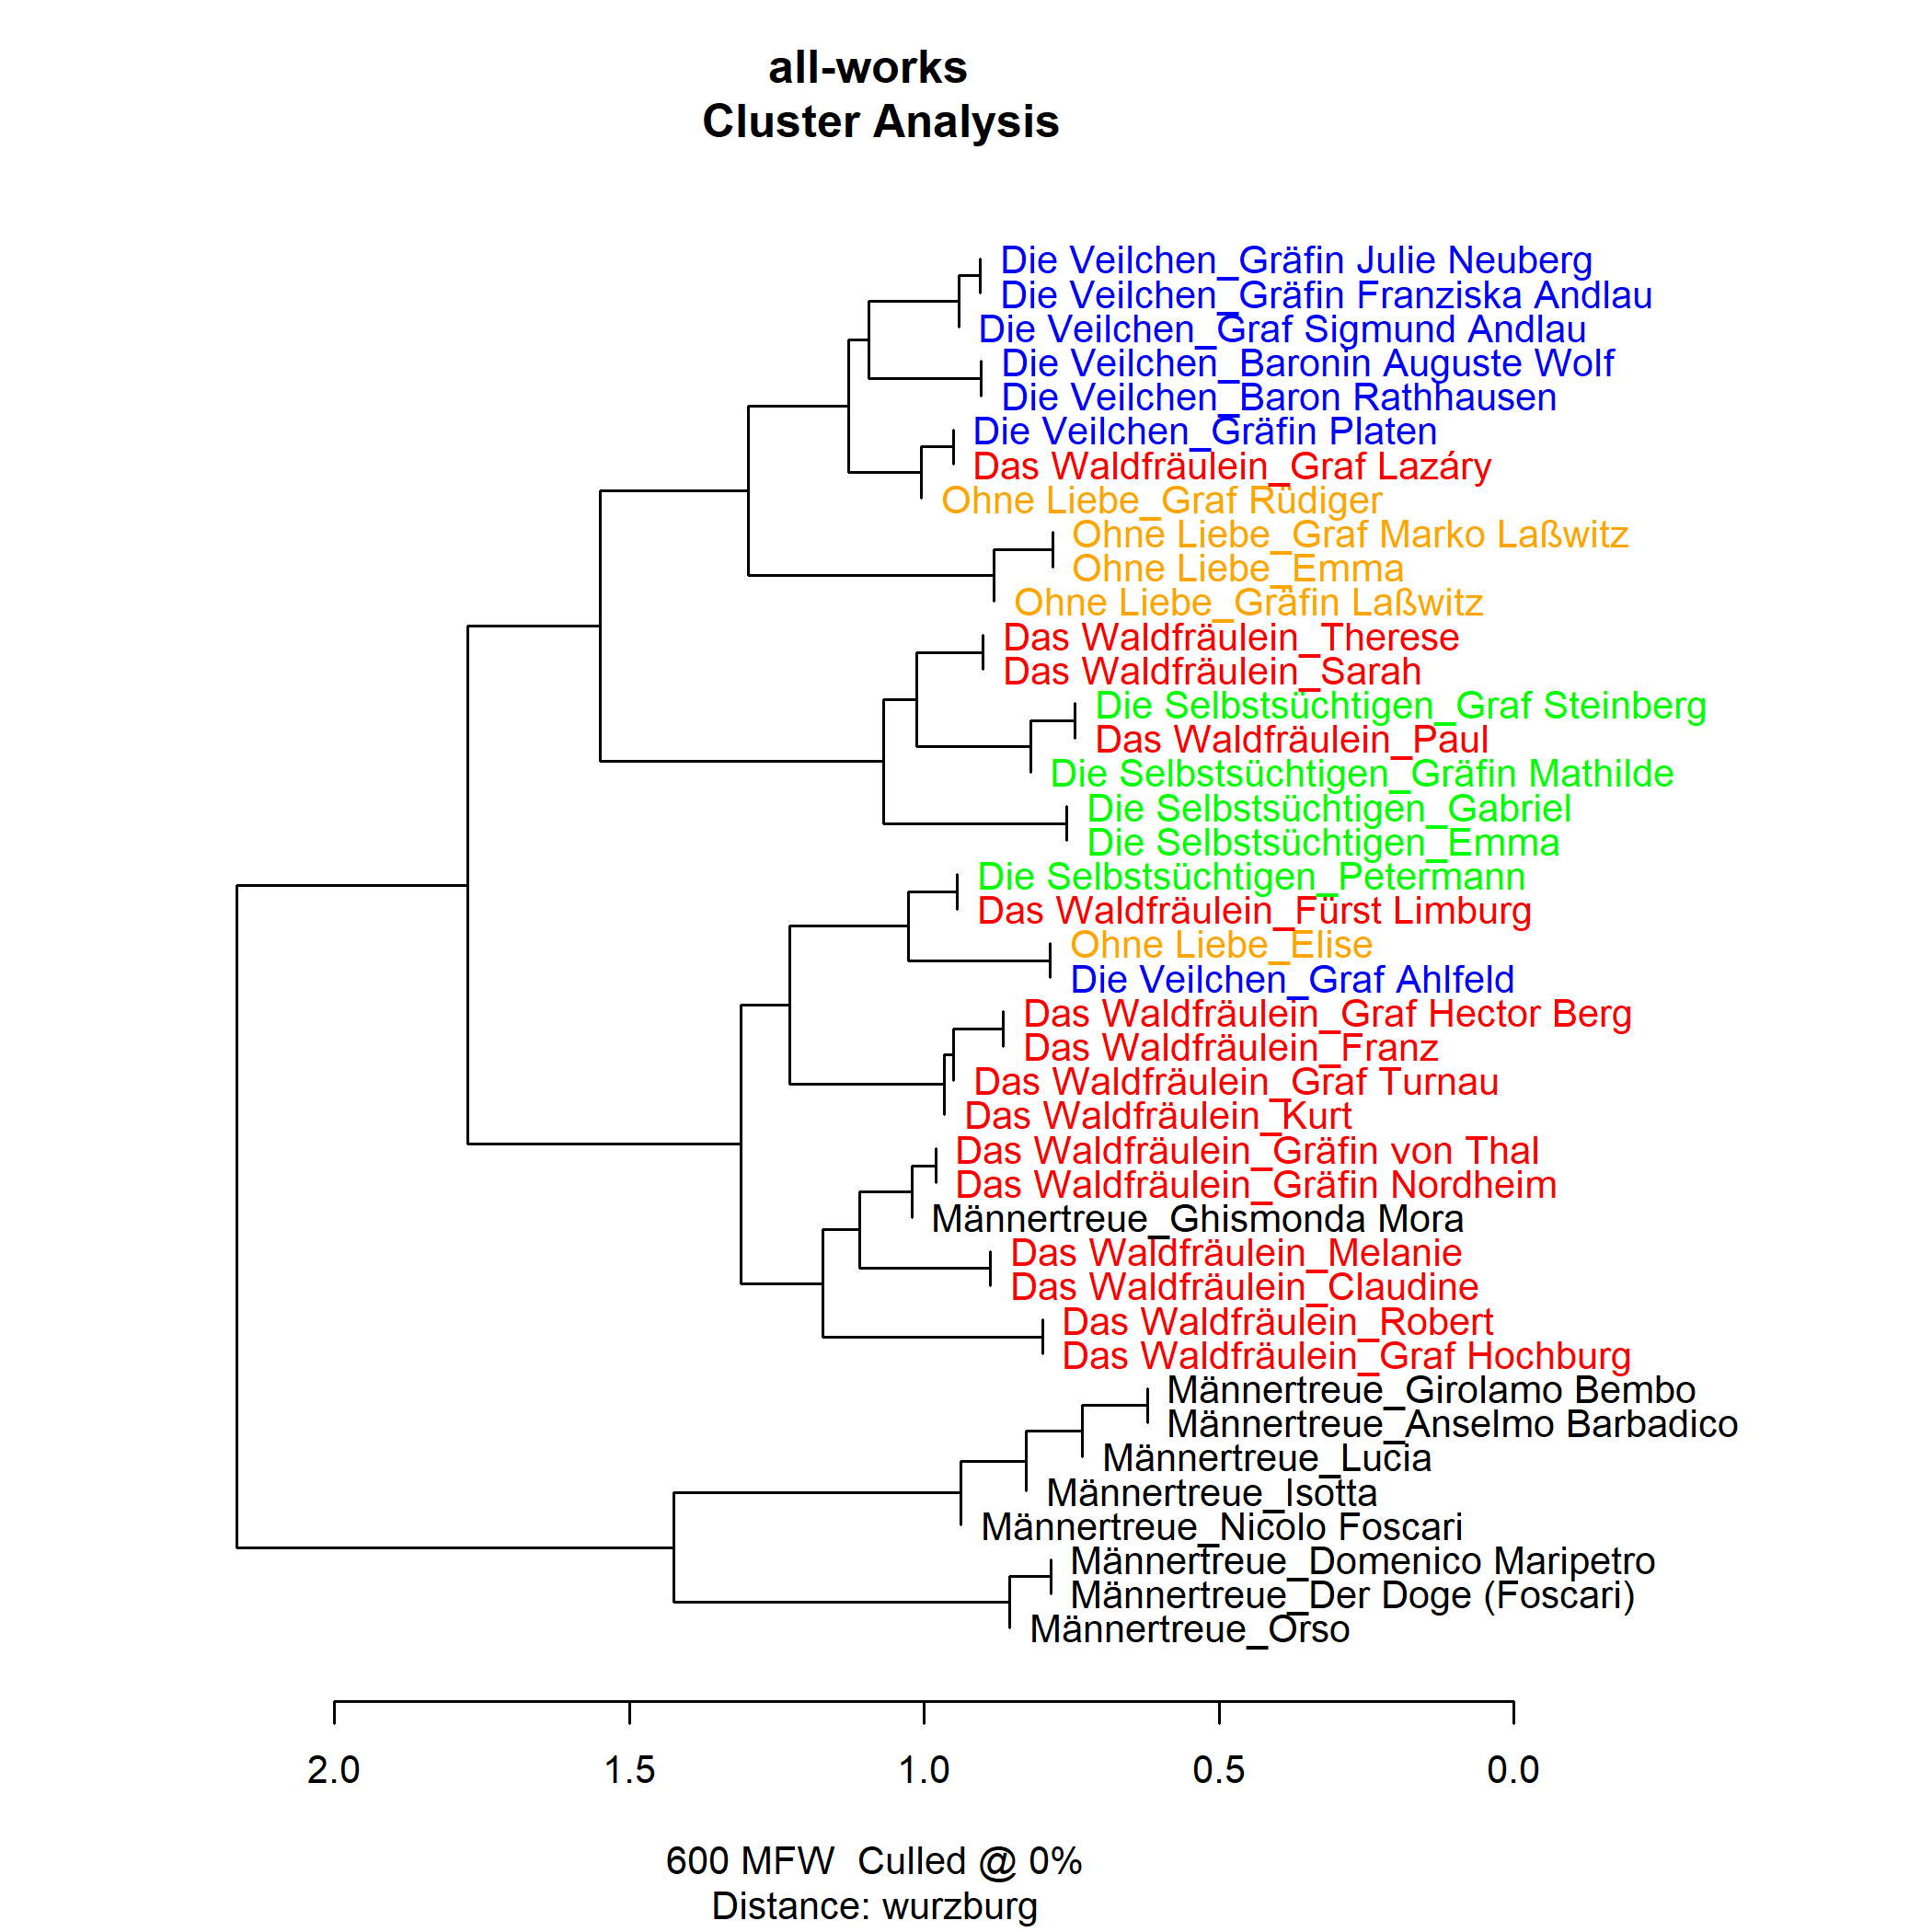 all-works
Cluster Analysis
Die Veilchen_Gräfin Julie Neuberg
Die Veilchen_Gräfin Franziska Andlau
Die Veilchen_Graf Sigmund Andlau
Die Veilchen_Baronin Auguste Wolf
Die Veilchen_Baron Rathhausen
Die Veilchen_Gräfin Platen
Das Waldfräulein_Graf Lazáry
Ohne Liebe_Graf Rüdiger
Ohne Liebe_Graf Marko Laßwitz
Ohne Liebe_Emma
Ohne Liebe_Gräfin Laßwitz
Das Waldfräulein_Therese
Das Waldfräulein_Sarah
Die Selbstsüchtigen_Graf Steinberg
Das Waldfräulein_Paul
Die Selbstsüchtigen_Gräfin Mathilde
Die Selbstsüchtigen_Gabriel
Die Selbstsüchtigen_Emma
Die Selbstsüchtigen_Petermann
Das Waldfräulein_Fürst Limburg
Ohne Liebe_Elise
Die Veilchen_Graf Ahlfeld
Das Waldfräulein_Graf Hector Berg
Das Waldfräulein_Franz
Das Waldfräulein_Graf Turnau
Das Waldfräulein_Kurt
Das Waldfräulein_Gräfin von Thal
Das Waldfräulein_Gräfin Nordheim
Männertreue_Ghismonda Mora
Das Waldfräulein_Melanie
Das Waldfräulein_Claudine
Das Waldfräulein_Robert
Das Waldfräulein_Graf Hochburg
Männertreue_Girolamo Bembo
Männertreue_Anselmo Barbadico
Männertreue_Lucia
Männertreue_Isotta
Männertreue_Nicolo Foscari
Männertreue_Domenico Maripetro
Männertreue_Der Doge (Foscari)
Männertreue_Orso
2.0 1.5 1.0 0.5 0.0
600 MFW  Culled @ 0%
Distance: wurzburg